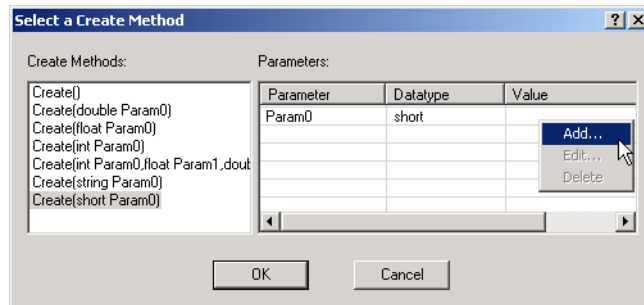 Select a Create Method
Create Methods:
Parameters:
Create()
Create(double Param0)
Create(float Param0)
Create(int Param0)
Create(int Param0,float Param1,doub
Create(string Param0)
Create(short Param0)
Parameter Datatype Value
Param0 short
Add...
Edit...
Delete
OK
Cancel